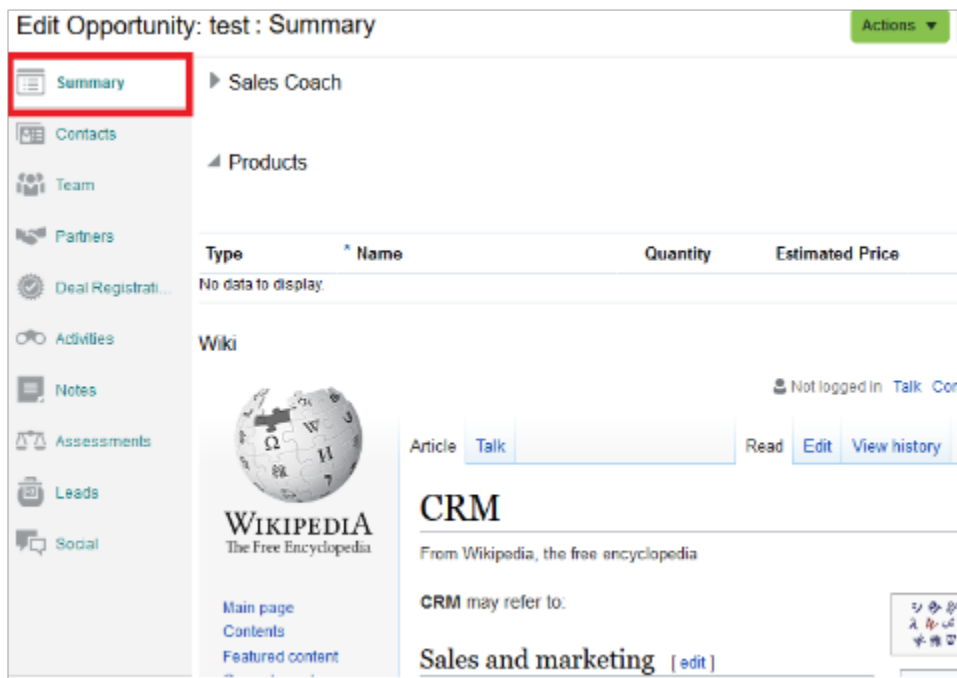 Edit Opportunity: test : Summary
Actions
Summary
Contacts
Team
Partners
Deal Registrati...
Activities
Notes
Assessments
Leads
Social
Sales Coach
Products
Type * Name Quantity Estimated Price
No data to display.
Wiki
Not logged in Talk Con
Article Talk Read Edit View history
WIKIPEDIA
The Free Encyclopedia
Main page
Contents
Featured content
CRM
From Wikipedia, the free encyclopedia
CRM may refer to:
Sales and marketing [ edit ]